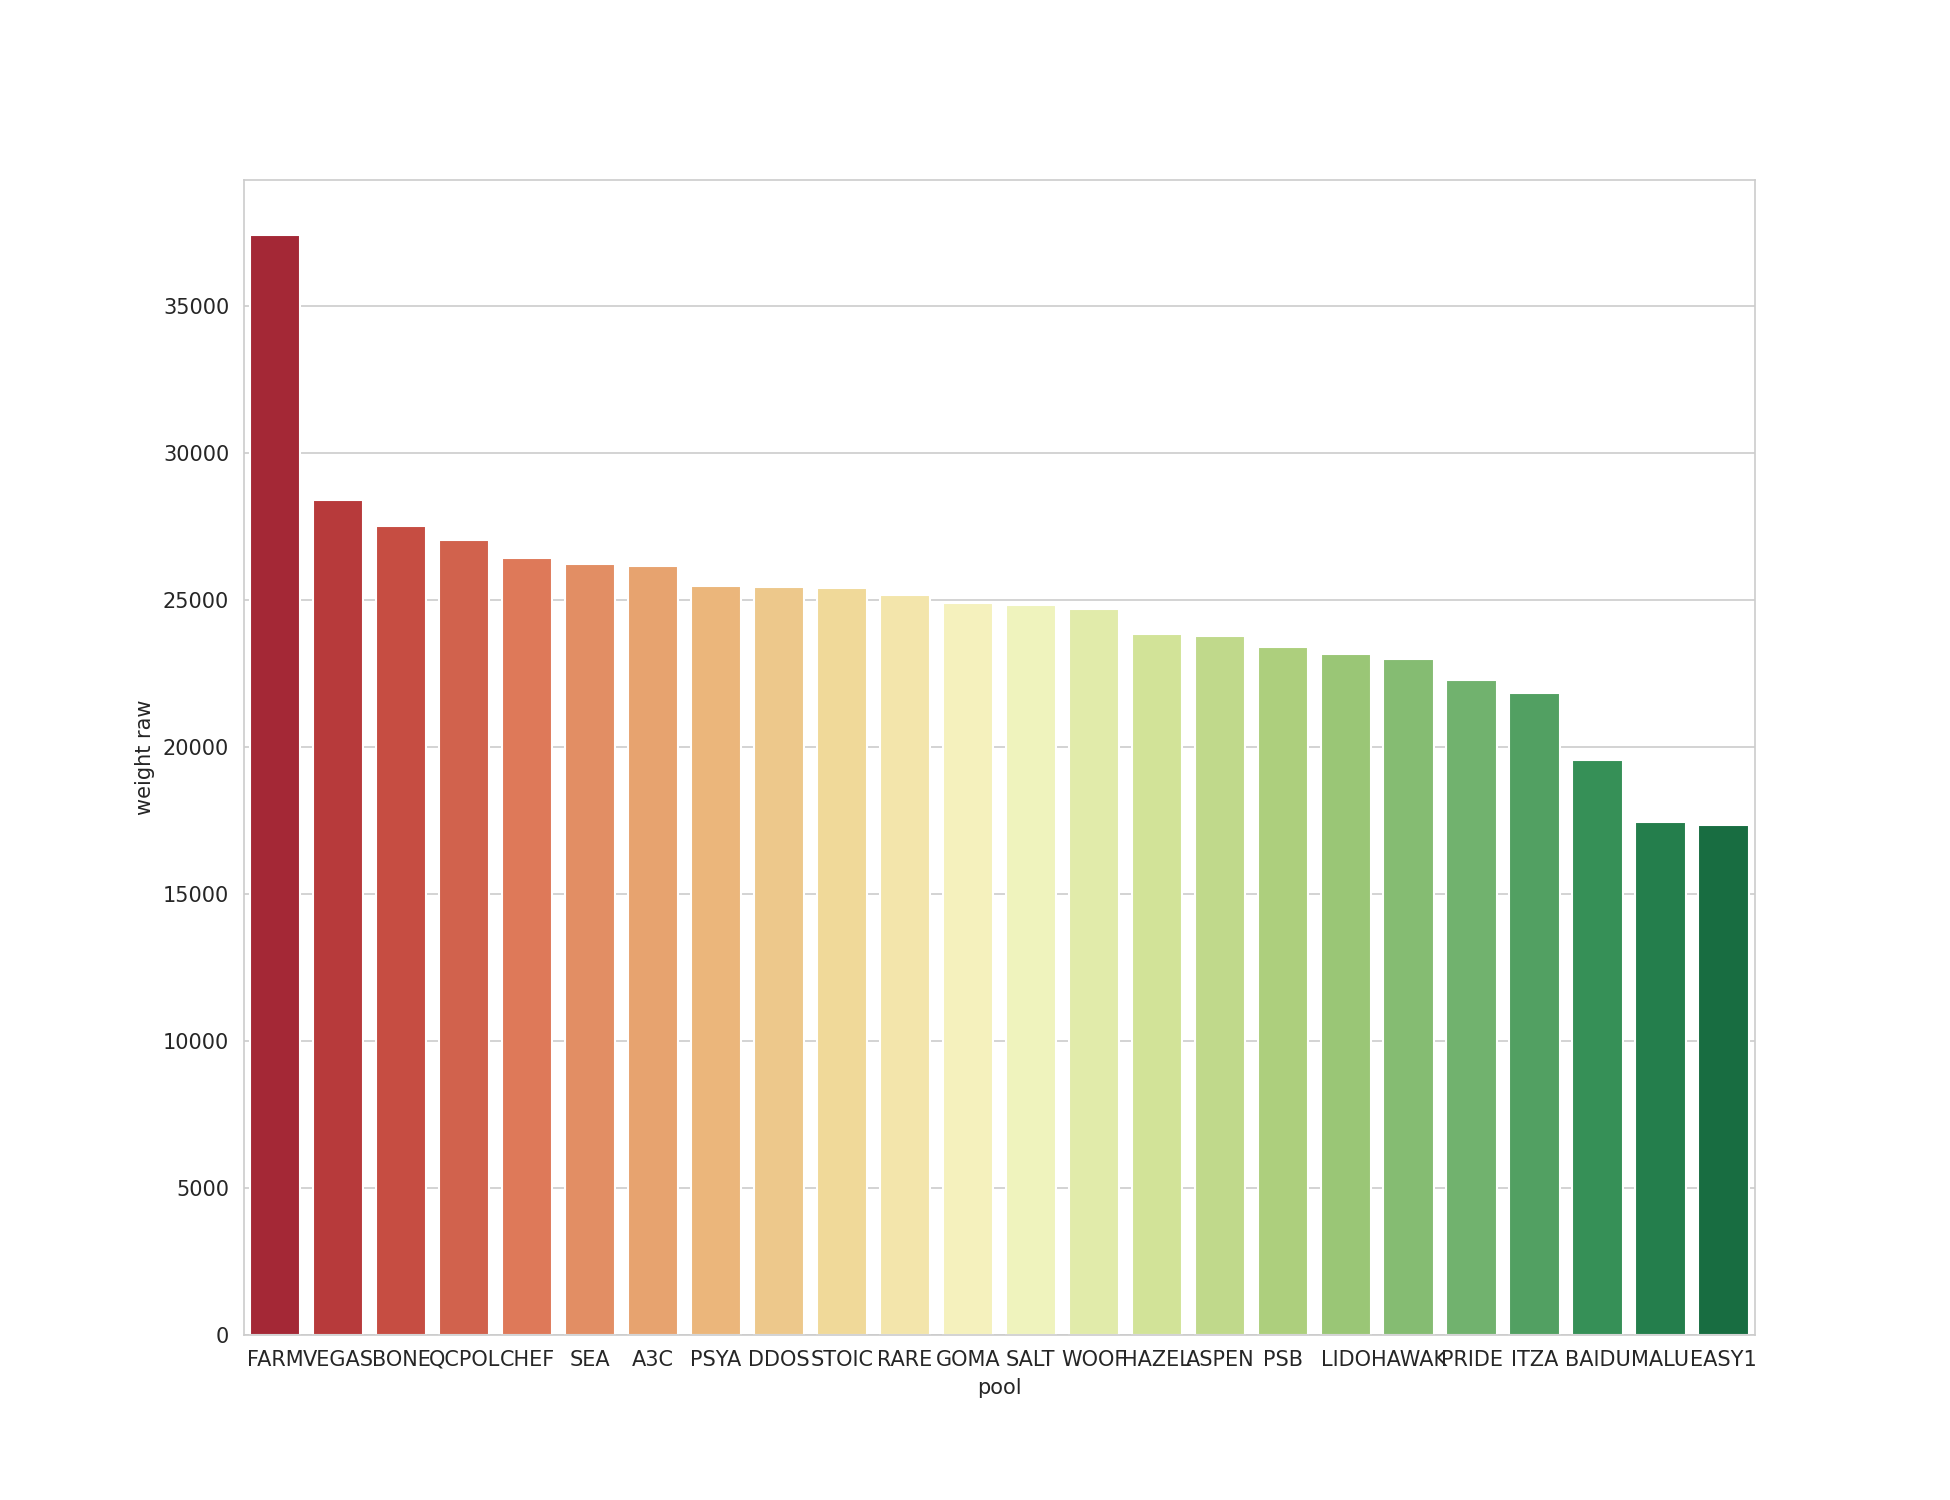 35000
30000
25000
20000
15000
10000
5000
0
weight raw
FARM VEGAS BONE QCPOL CHEF SEA A3C PSYA DDOS STOIC RARE GOMA SALT WOOF HAZEL ASPEN PSB LIDO HAWAK PRIDE ITZA BAIDU MALU EASY1
pool